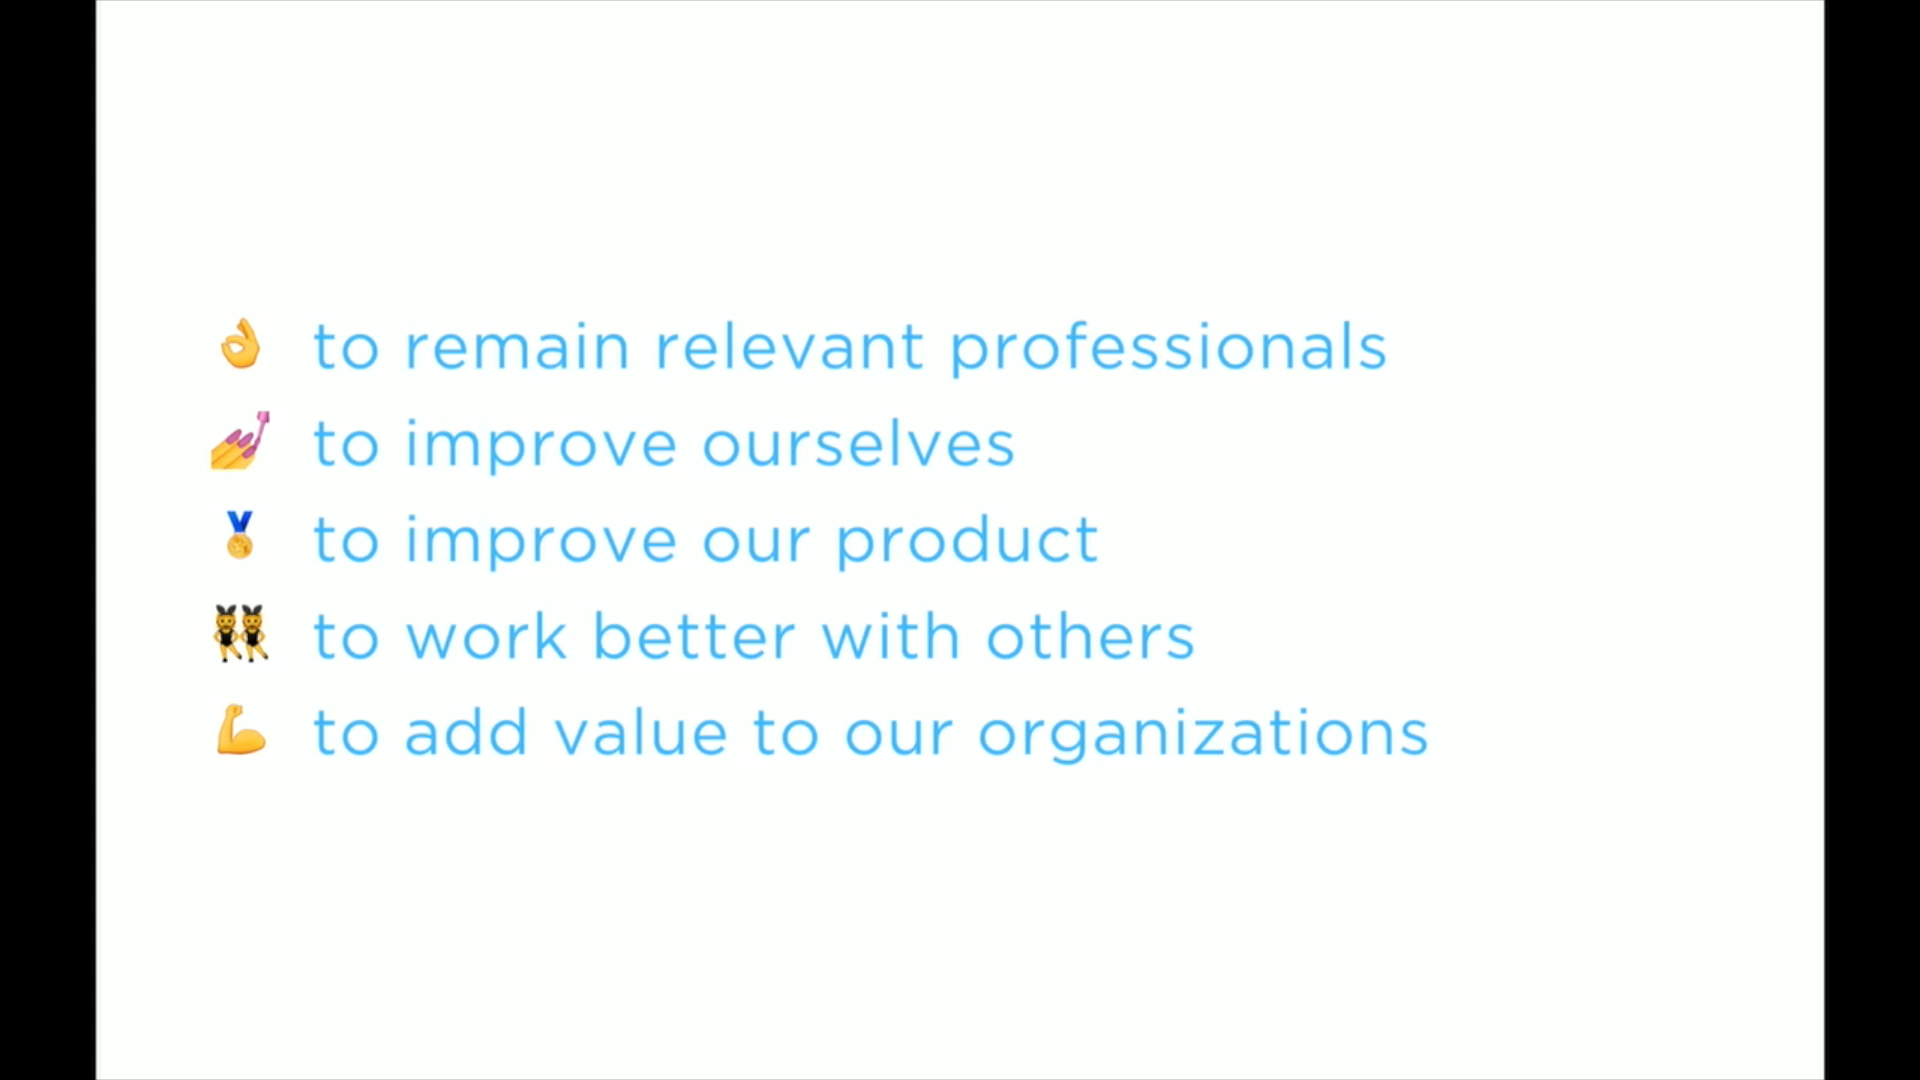 to remain relevant professionals
to improve ourselves
to improve our product
to work better with others
to add value to our organizations